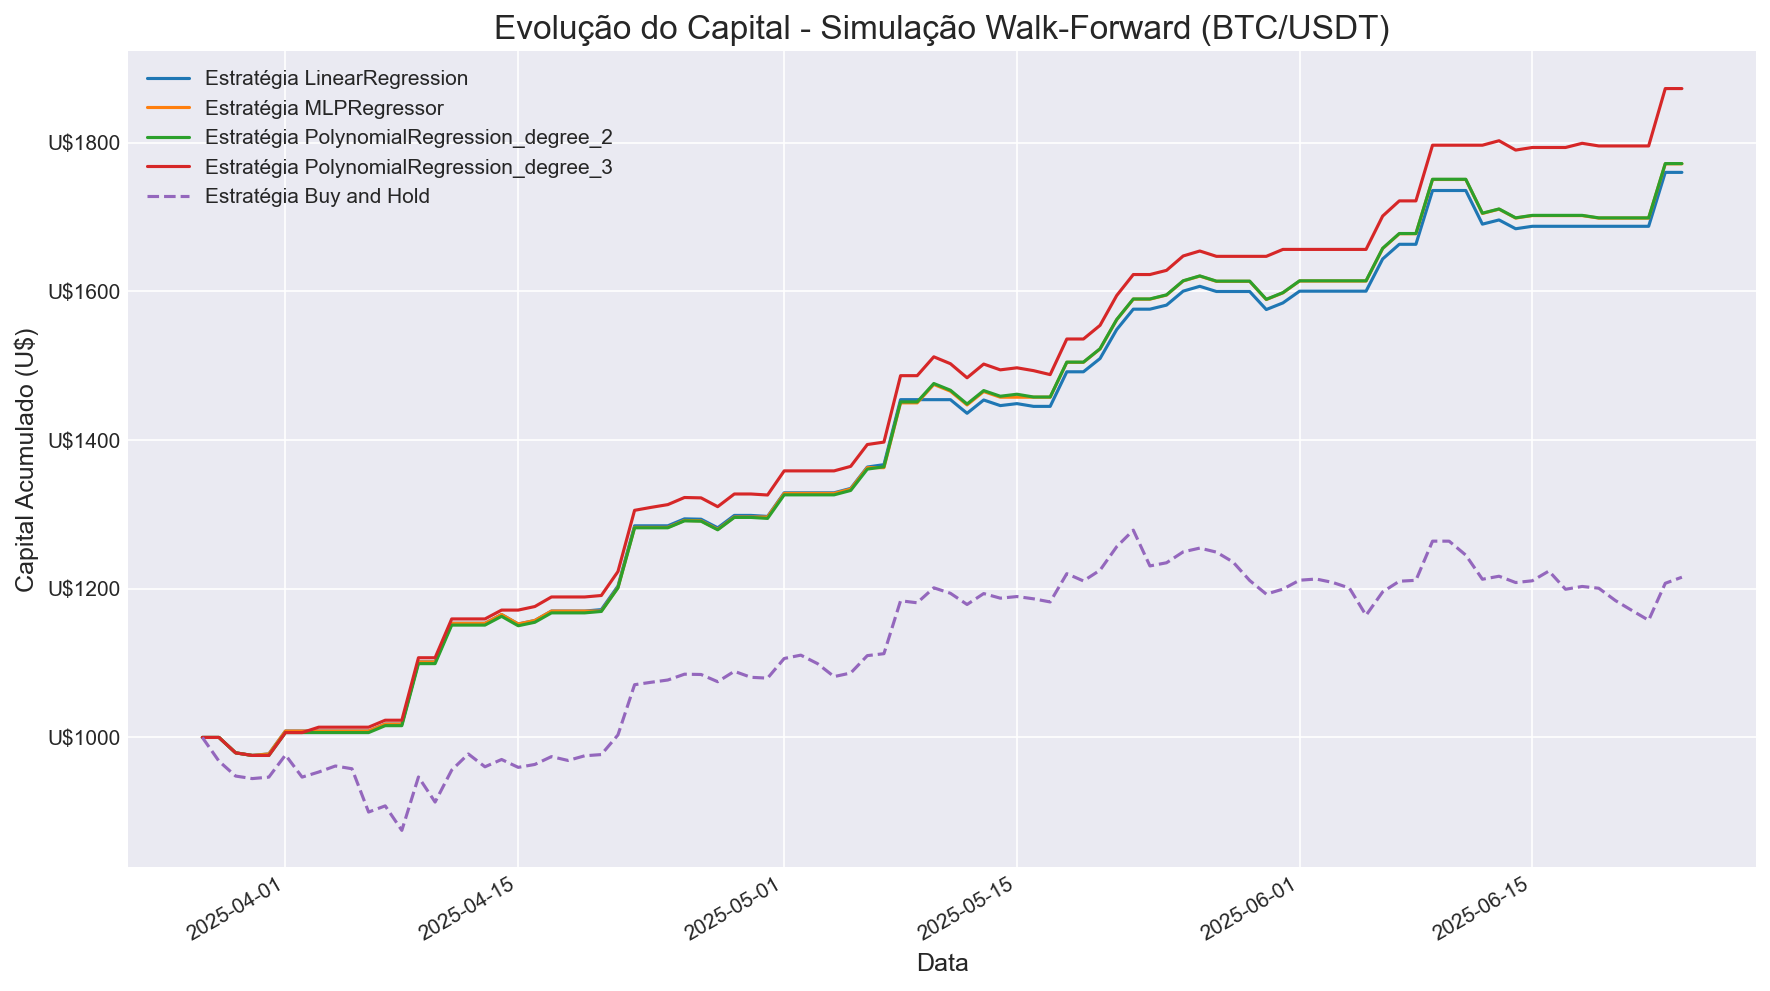 Evolução do Capital - Simulação Walk-Forward (BTC/USDT)
Estratégia LinearRegression
Estratégia MLPRegressor
Estratégia PolynomialRegression_degree_2
Estratégia PolynomialRegression_degree_3
Estratégia Buy and Hold
Capital Acumulado (U$)
U$1800
U$1600
U$1400
U$1200
U$1000
2025-04-01
2025-04-15
2025-05-01
2025-05-15
2025-06-01
2025-06-15
Data